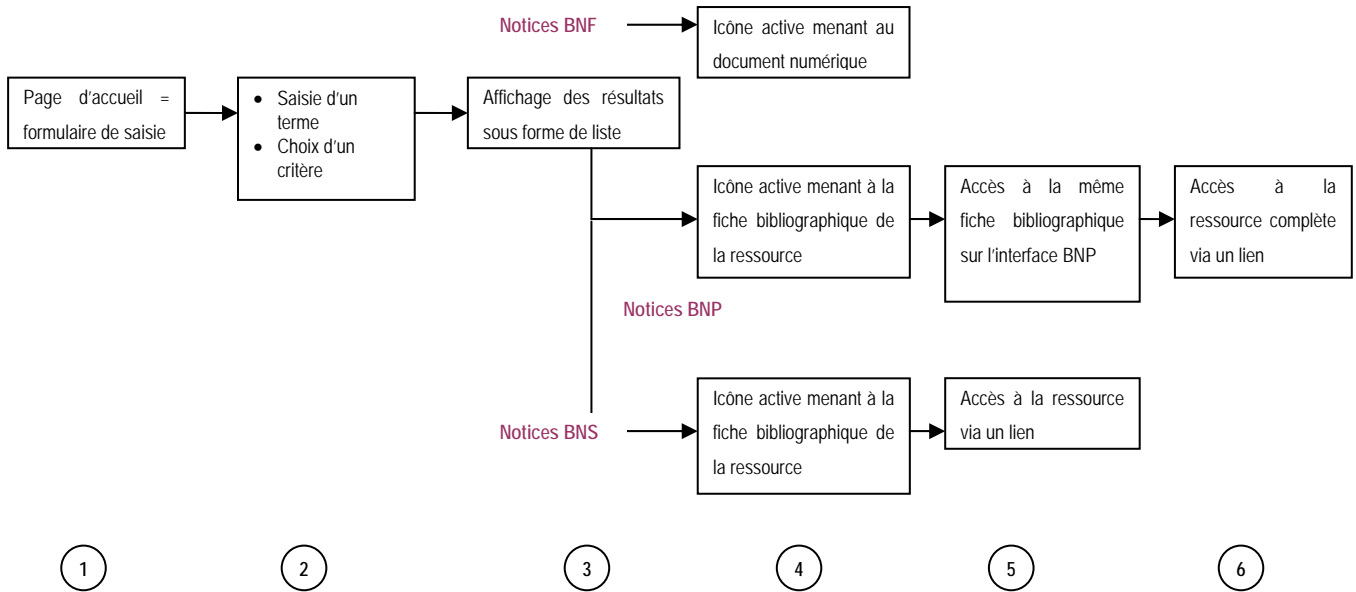 Notices BNF
Icône active menant au
document numérique
Page d'accueil =
formulaire de saisie
• Saisie d'un
terme
• Choix d'un
critère
Affichage des résultats
sous forme de liste
Icône active menant à la
fiche bibliographique de
la ressource
Accès à la même
fiche bibliographique
sur l'interface BNP
Accès à la
ressource complète
via un lien
Notices BNP
Notices BNS
Icône active menant à la
fiche bibliographique de
la ressource
Accès à la ressource
via un lien
1
2
3
4
5
6